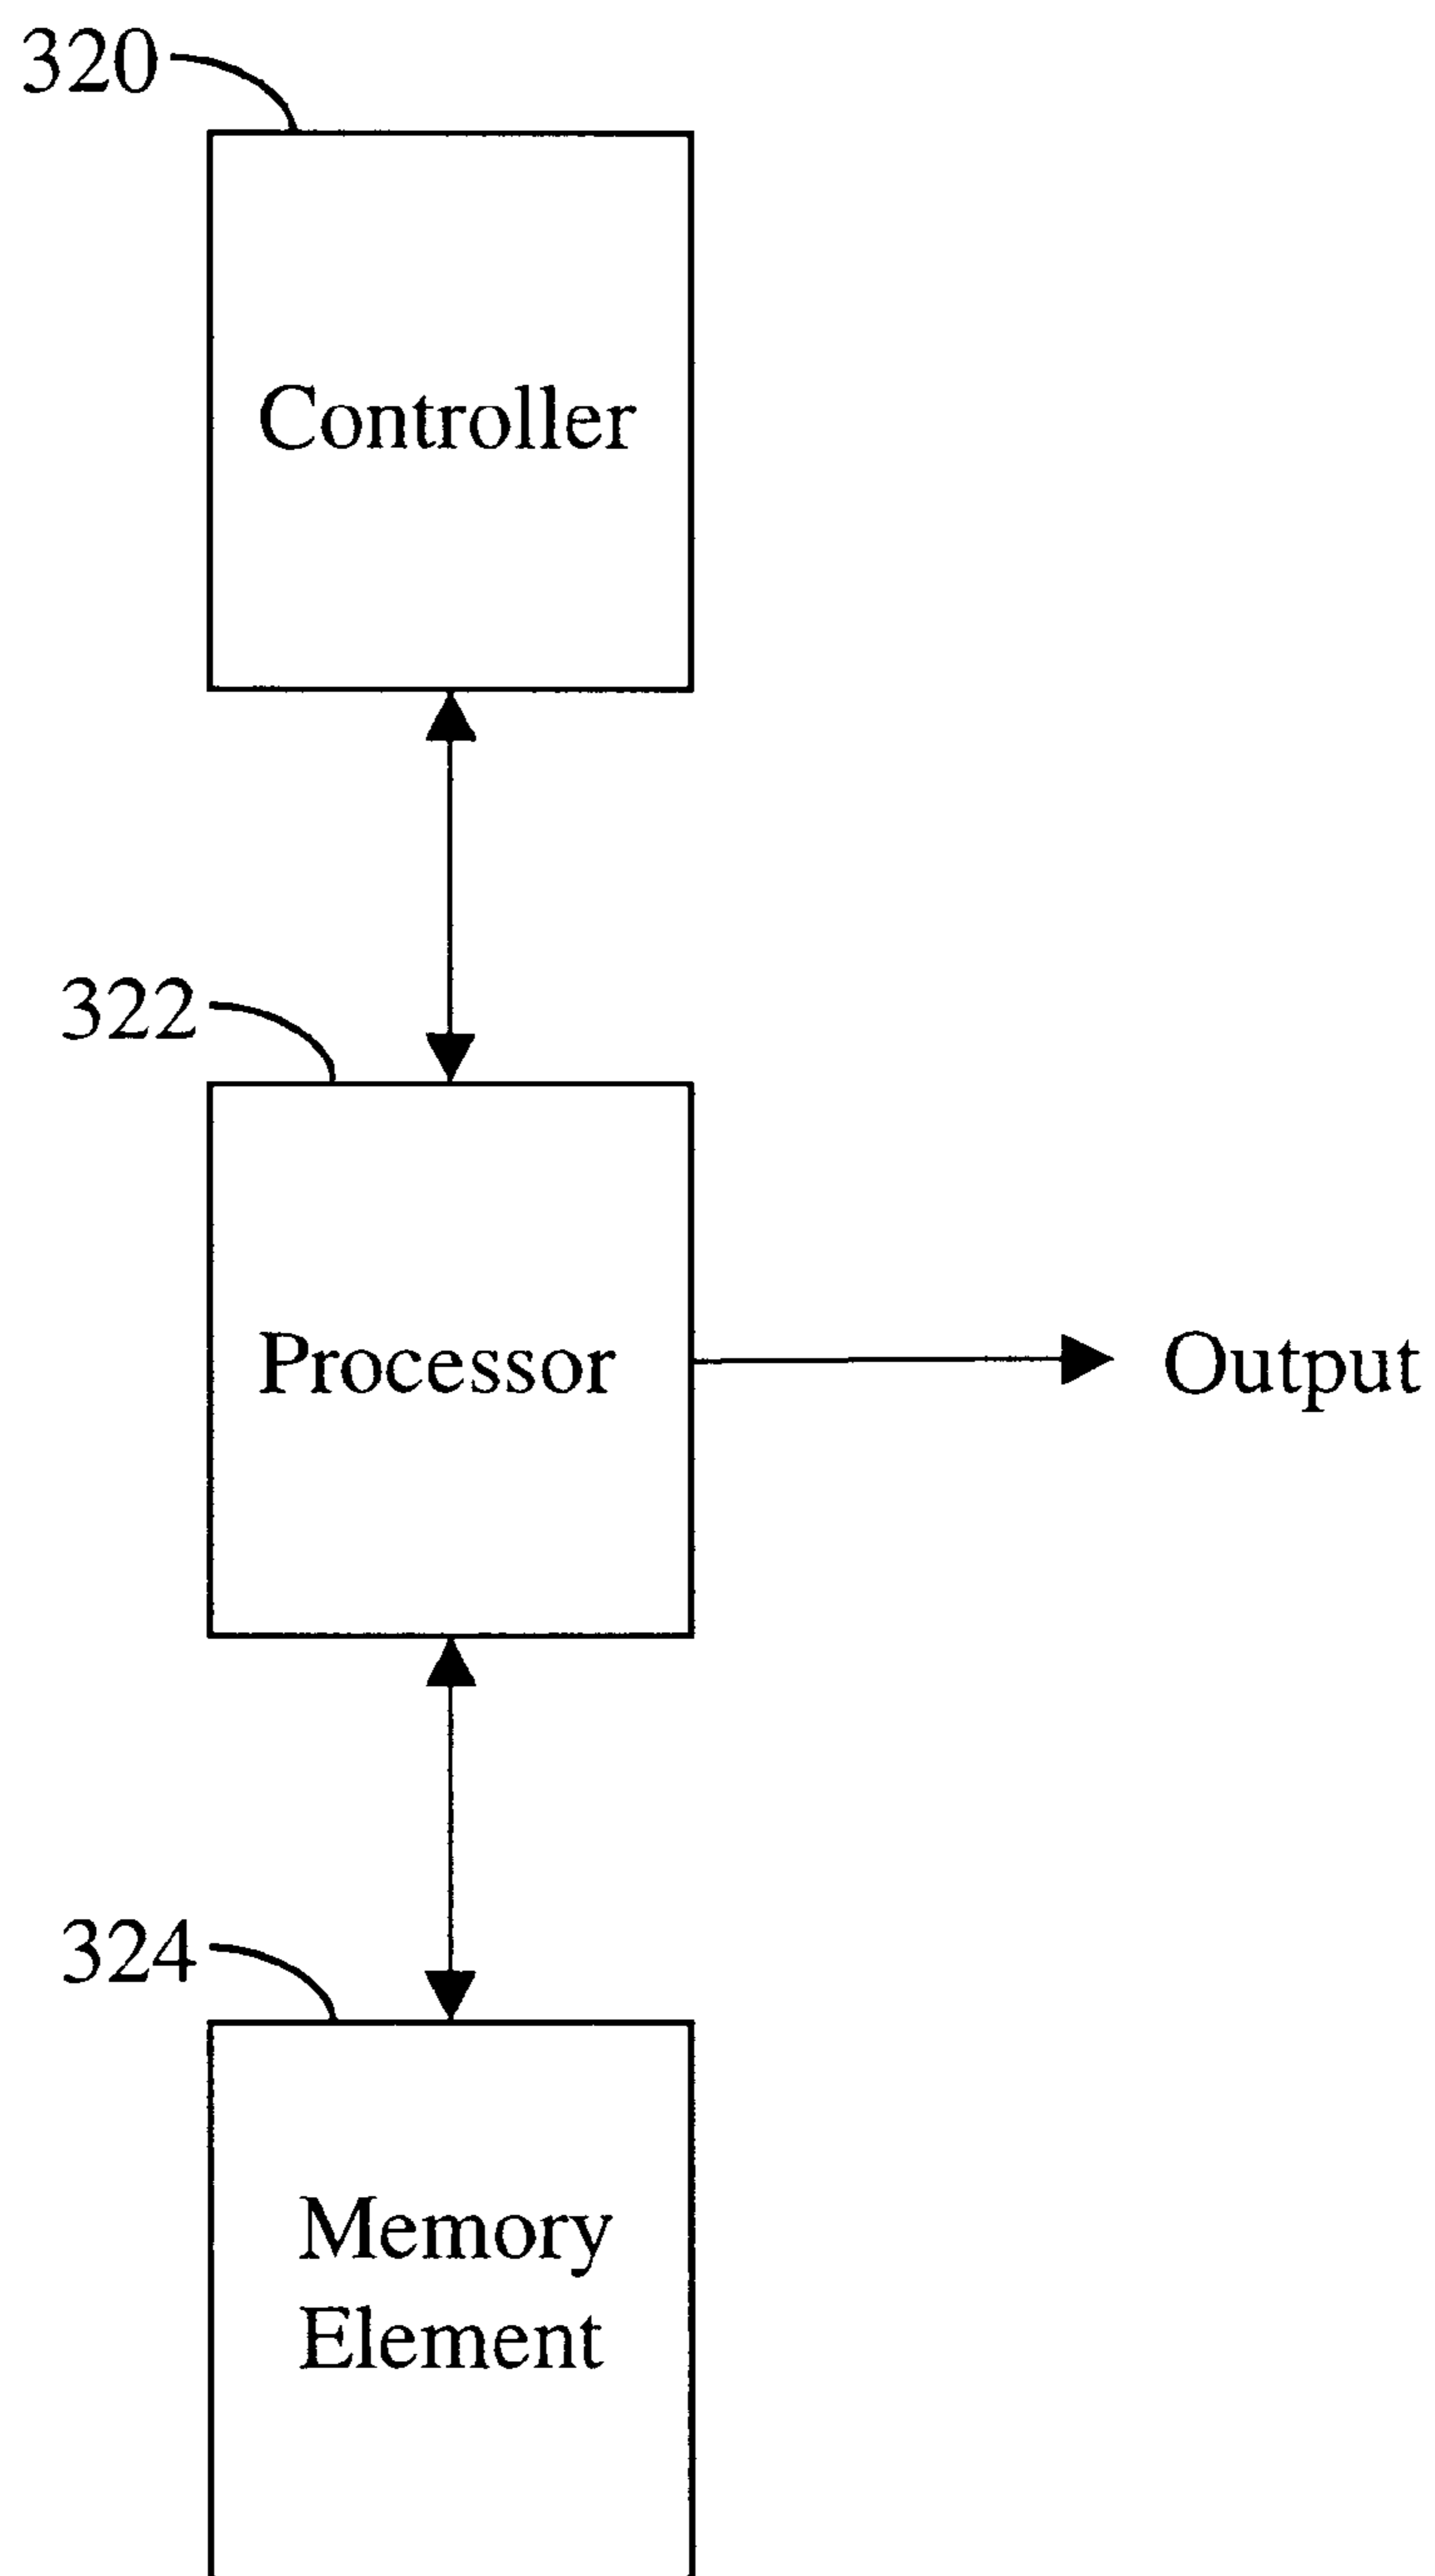 320
Controller
322
Processor
Output
324
Memory
Element